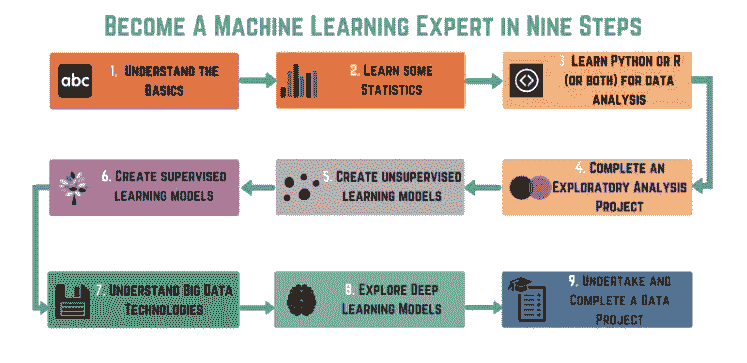 Become A Machine Learning Expert in Nine Steps
abc
1. Understand the
Basics
2. Learn some
Statistics
3 Learn Python or R
(or both) for data
analysis
4. Complete an
Exploratory Analysis
Project
5. Create unsupervised
learning models
6. Create supervised
learning models
7. Understand Big Data
Technologies
8. Explore Deep
Learning Models
9. Undertake and
Complete a Data
Project